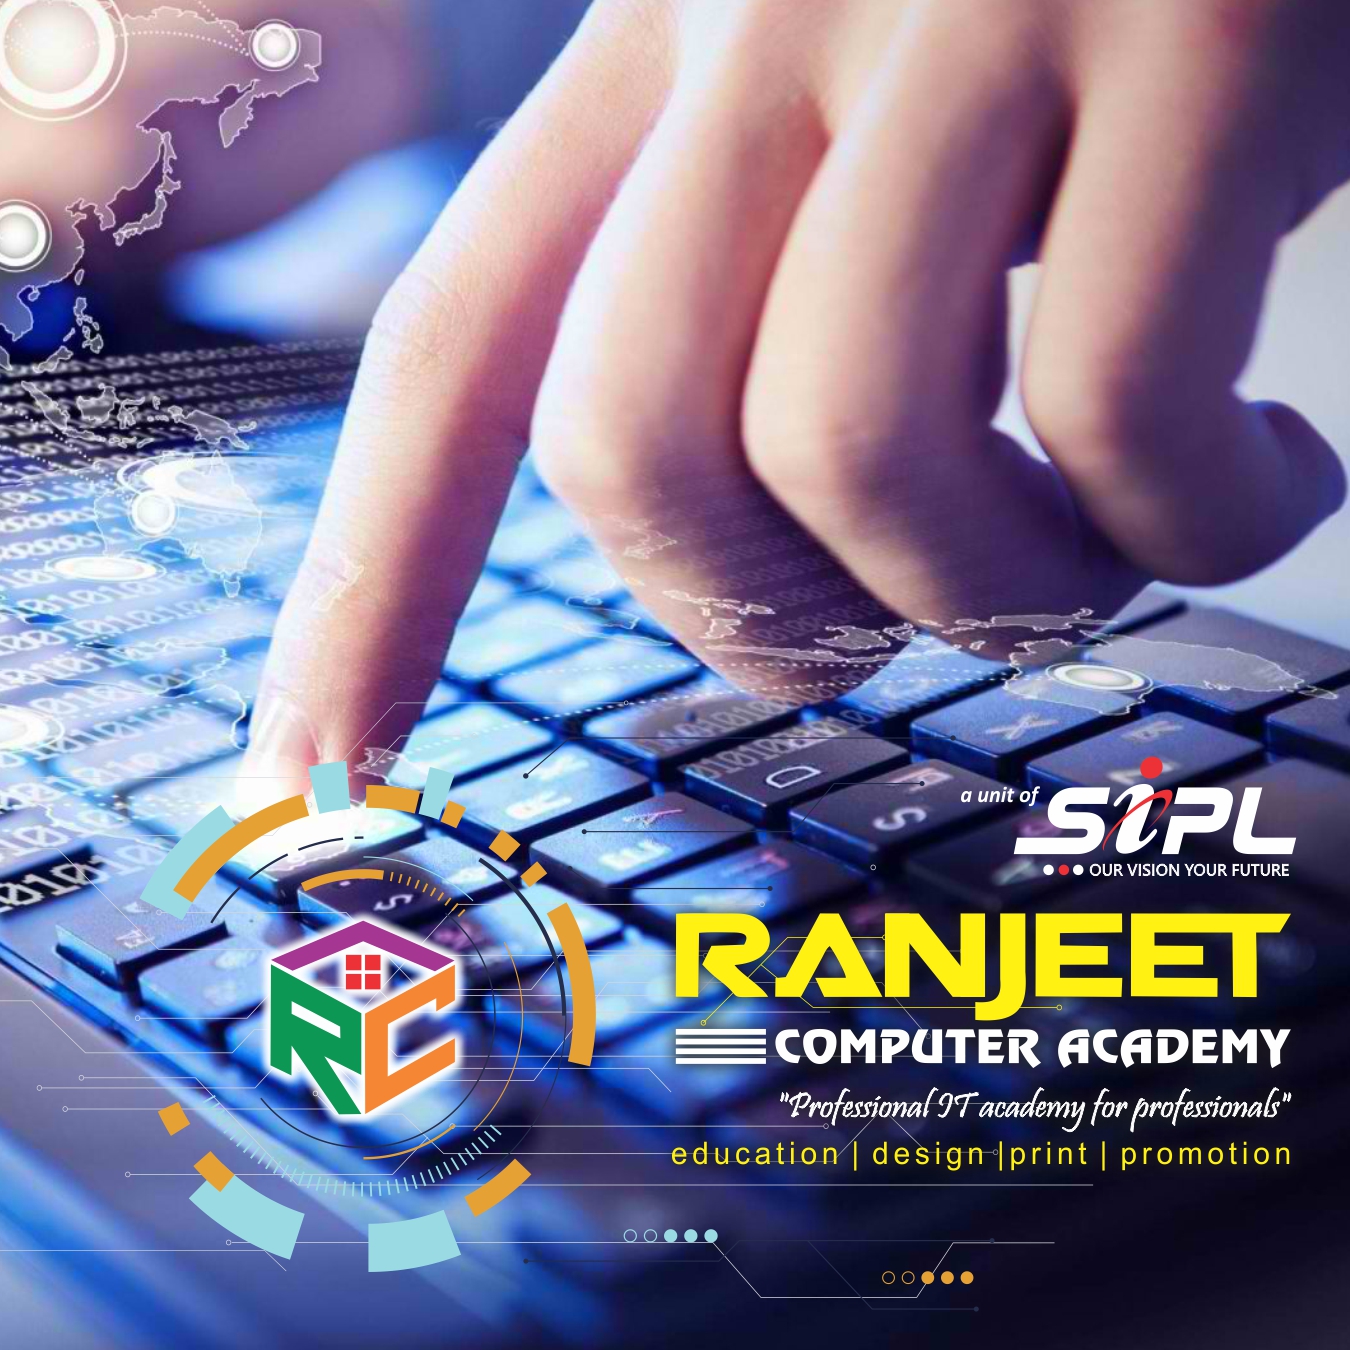 a unit of SiPL
OUR VISION YOUR FUTURE
RANJEET
COMPUTER ACADEMY
"Professional IT academy for professionals"
education | design |print | promotion
RC